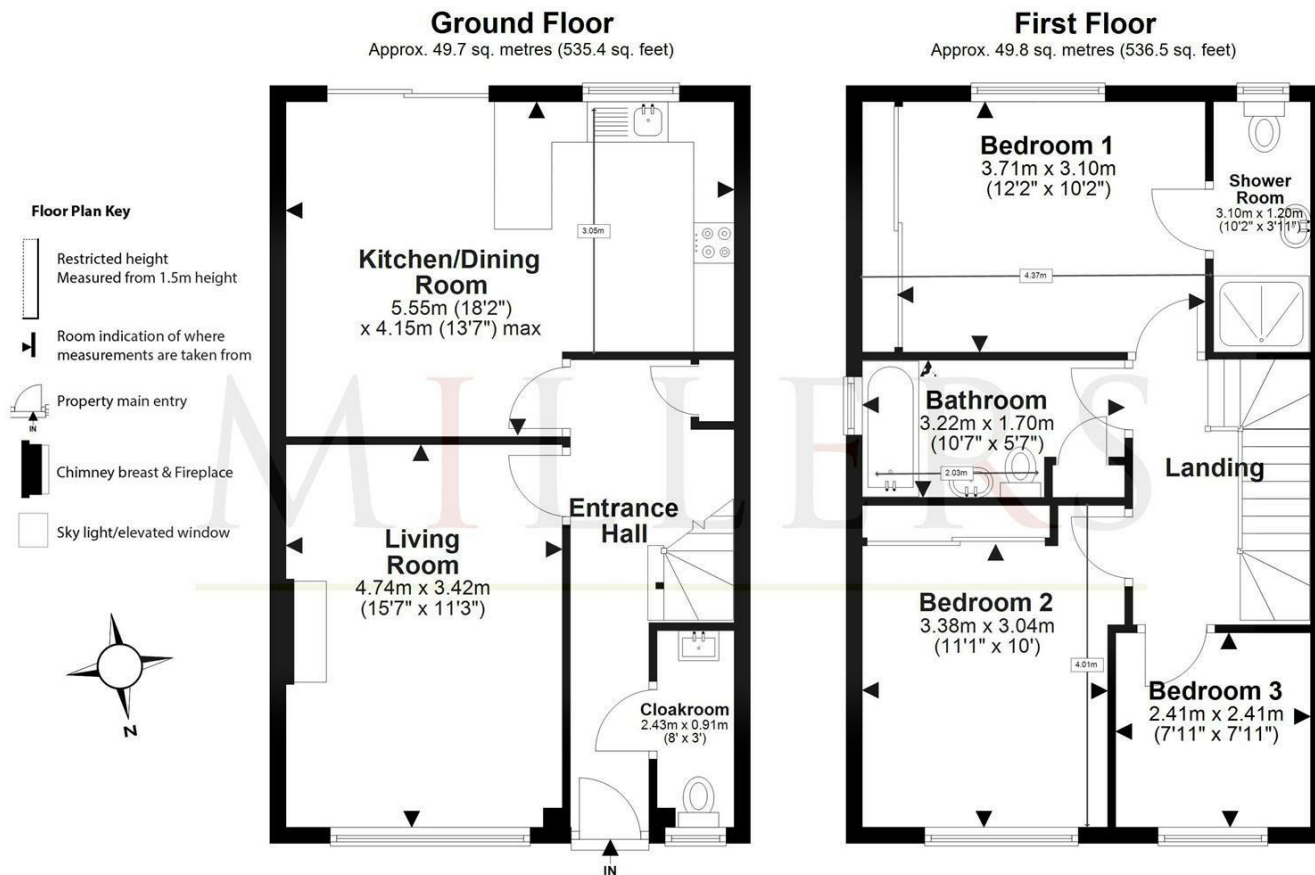 Ground Floor
Approx. 49.7 sq. metres (535.4 sq. feet)
Kitchen/Dining
Room
5.55m (18'2")
x 4.15m (13'7") max
3.05m
Living
Room
4.74m x 3.42m
(15'7" x 11'3")
Entrance
Hall
Cloakroom
2.43m x 0.91m
(8' x 3')
IN
First Floor
Approx. 49.8 sq. metres (536.5 sq. feet)
Bedroom 1
3.71m x 3.10m
(12'2" x 10'2")
4.37m
Shower
Room
3.10m x 1.20m
(10'2" x 3'11")
Bathroom
3.22m x 1.70m
(10'7" x 5'7")
2.03m
Landing
Bedroom 2
3.38m x 3.04m
(11'1" x 10')
4.01m
Bedroom 3
2.41m x 2.41m
(7'11" x 7'11")
Floor Plan Key
Restricted height
Measured from 1.5m height
Room indication of where
measurements are taken from
Property main entry
IN
Chimney breast & Fireplace
Sky light/elevated window
N
MILLERS